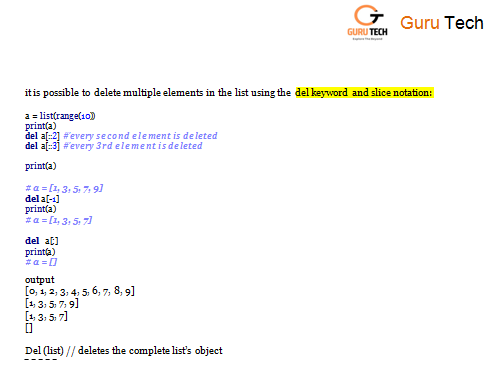 GURU TECH
Explore The Beyond
Guru Tech
it is possible to delete multiple elements in the list using the del keyword and slice notation:
a = list(range(10))
print(a)
del a[::2] #every second element is deleted
del a[::3] #every 3rd element is deleted
print(a)
# a = [1, 3, 5, 7, 9]
del a[-1]
print(a)
# a = [1, 3, 5, 7]
del a[:]
print(a)
# a = []
output
[0, 1, 2, 3, 4, 5, 6, 7, 8, 9]
[1, 3, 5, 7, 9]
[1, 3, 5, 7]
[]
Del (list) // deletes the complete list's object